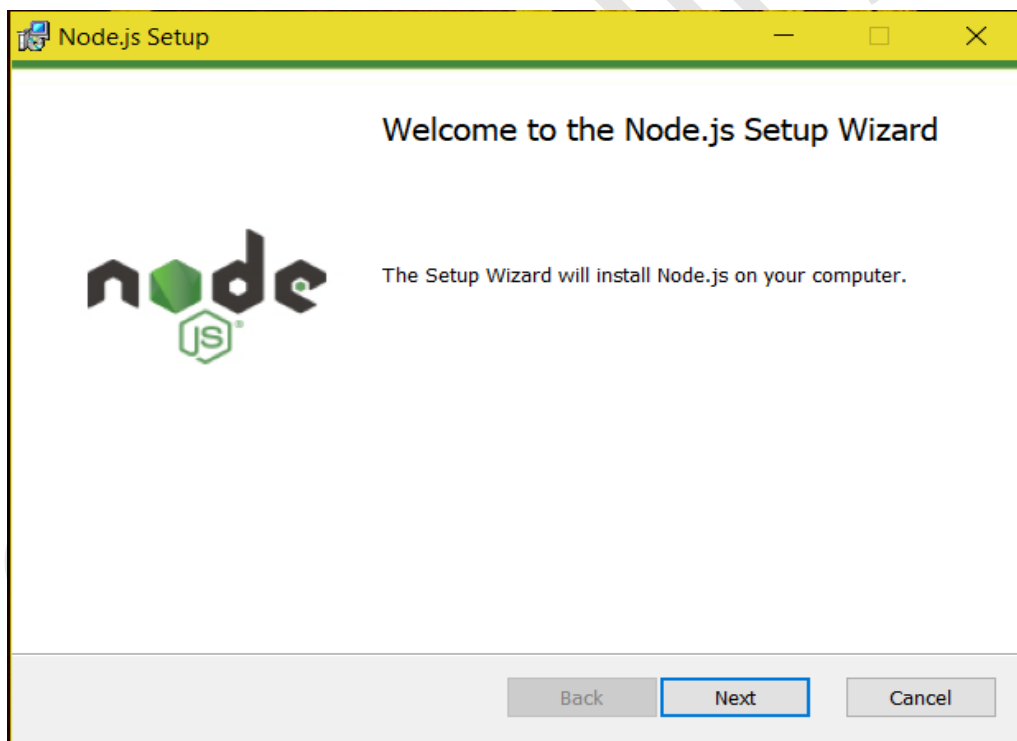 Node.js Setup
Welcome to the Node.js Setup Wizard
node
JS®
The Setup Wizard will install Node.js on your computer.
Back Next Cancel